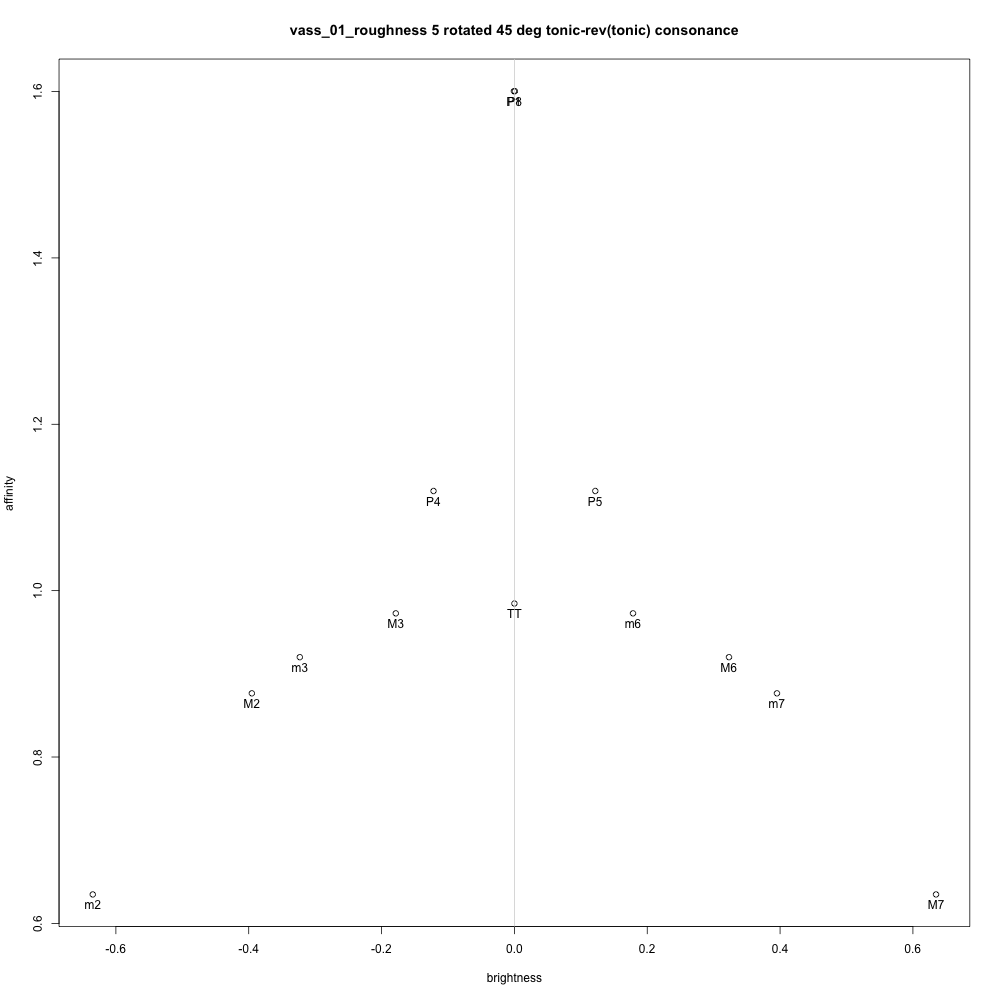 vass_01_roughness 5 rotated 45 deg tonic-rev(tonic) consonance
affinity
1.6
1.4
1.2
1.0
0.8
0.6
P1
P8
P4
P5
TT
M3
m6
m3
M6
M2
m7
m2
M7
-0.6 -0.4 -0.2 0.0 0.2 0.4 0.6
brightness